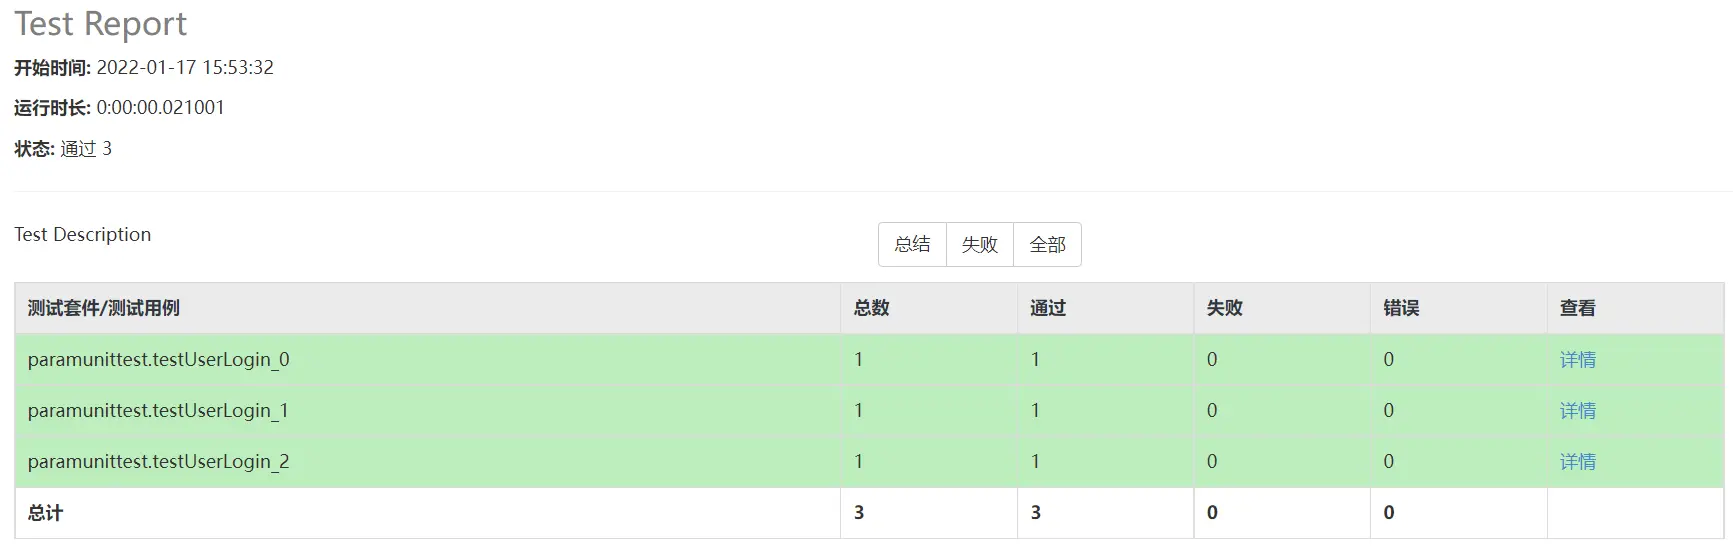 Test Report
开始时间: 2022-01-17 15:53:32
运行时长: 0:00:00.021001
状态: 通过 3
Test Description 总结 失败 全部
测试套件/测试用例 总数 通过 失败 错误 查看
paramunittest.testUserLogin_0 1 1 0 0 详情
paramunittest.testUserLogin_1 1 1 0 0 详情
paramunittest.testUserLogin_2 1 1 0 0 详情
总计 3 3 0 0